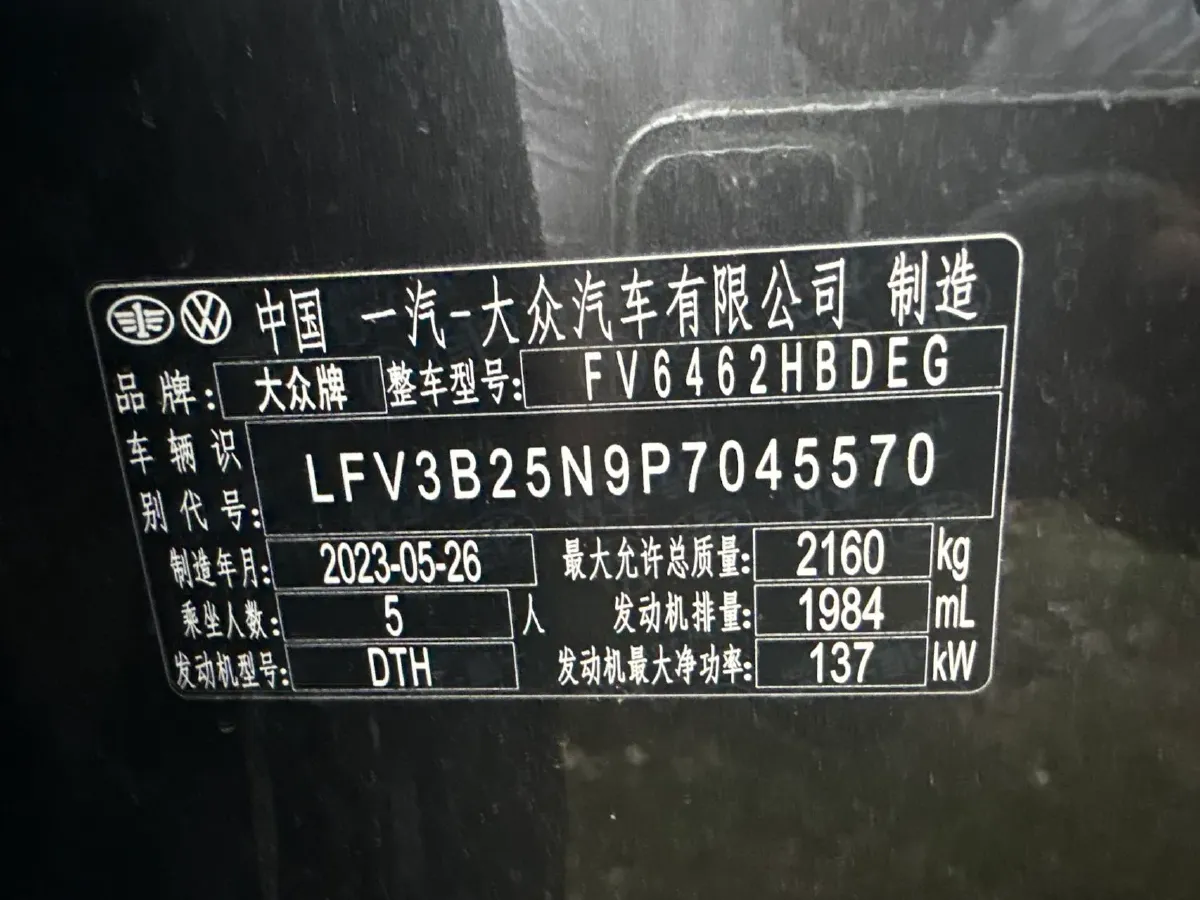 中国 一汽-大众汽车有限公司 制造
品牌: 大众牌 整车型号: FV6462HBDEG
车辆识别代号: LFV3B25N9P7045570
制造年月: 2023-05-26 最大允许总质量: 2160 kg
乘坐人数: 5 人 发动机排量: 1984 mL
发动机型号: DTH 发动机最大净功率: 137 kW